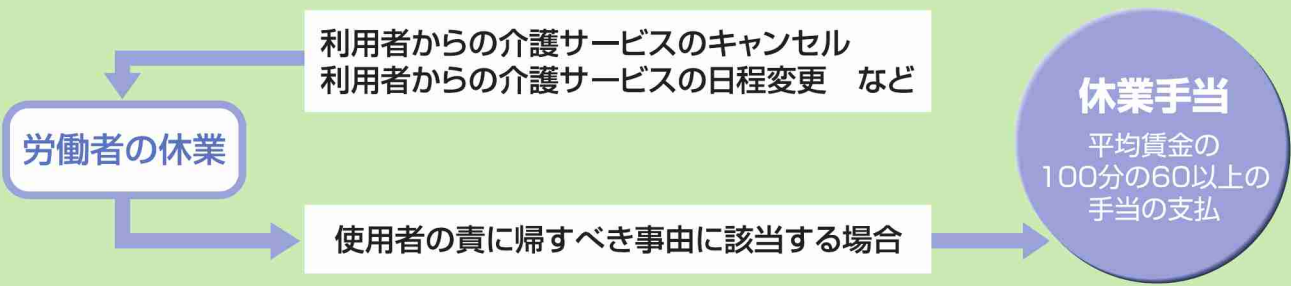 利用者からの介護サービスのキャンセル
利用者からの介護サービスの日程変更　など
労働者の休業
使用者の責に帰すべき事由に該当する場合
休業手当
平均賃金の
100分の60以上の
手当の支払